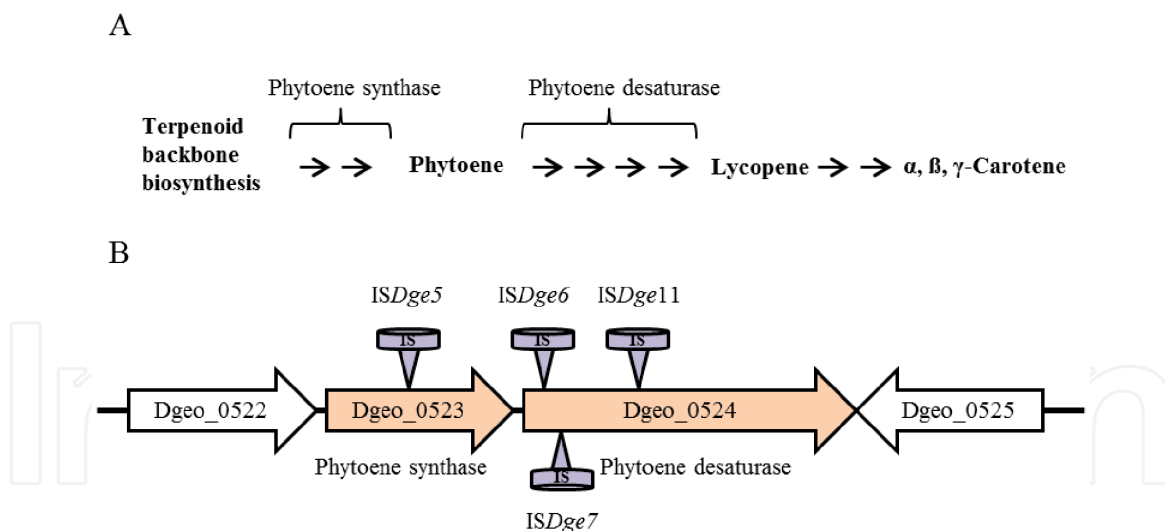 A
Phytoene synthase
Phytoene desaturase
Terpenoid
backbone
biosynthesis
→ → Phytoene → → → → Lycopene → → α, ß, γ-Carotene
B
ISDge5 ISDge6 ISDge11
IS IS IS
Dgeo_0522 Dgeo_0523 Dgeo_0524 Dgeo_0525
Phytoene synthase Phytoene desaturase
IS
ISDge7